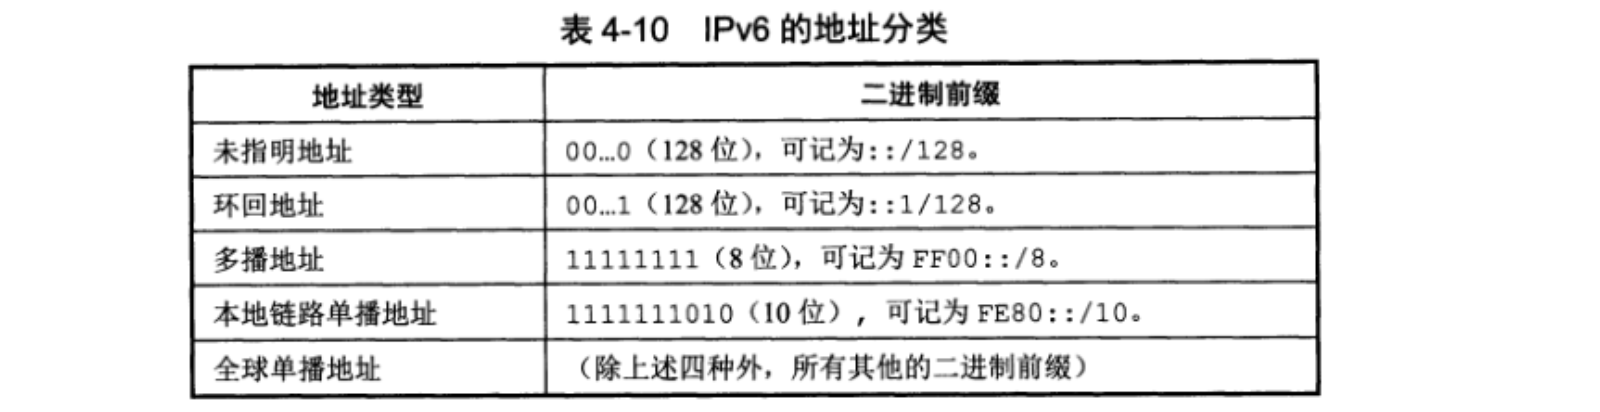 表 4-10 IPv6 的地址分类
地址类型 二进制前缀
未指明地址 00…0（128 位），可记为::/128。
环回地址 00…1（128 位），可记为::1/128。
多播地址 11111111（8 位），可记为 FF00::/8。
本地链路单播地址 1111111010（10 位）, 可记为 FE80::/10。
全球单播地址 （除上述四种外，所有其他的二进制前缀）